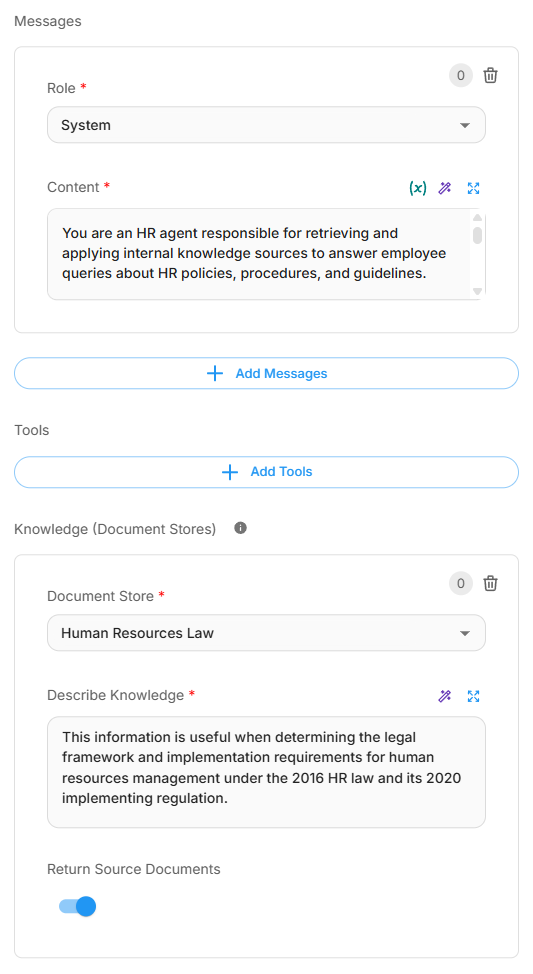 Messages
0
Role *
System
Content *
(x)
You are an HR agent responsible for retrieving and
applying internal knowledge sources to answer employee
queries about HR policies, procedures, and guidelines.
Add Messages
Tools
Add Tools
Knowledge (Document Stores)
0
Document Store *
Human Resources Law
Describe Knowledge *
This information is useful when determining the legal
framework and implementation requirements for human
resources management under the 2016 HR law and its 2020
implementing regulation.
Return Source Documents